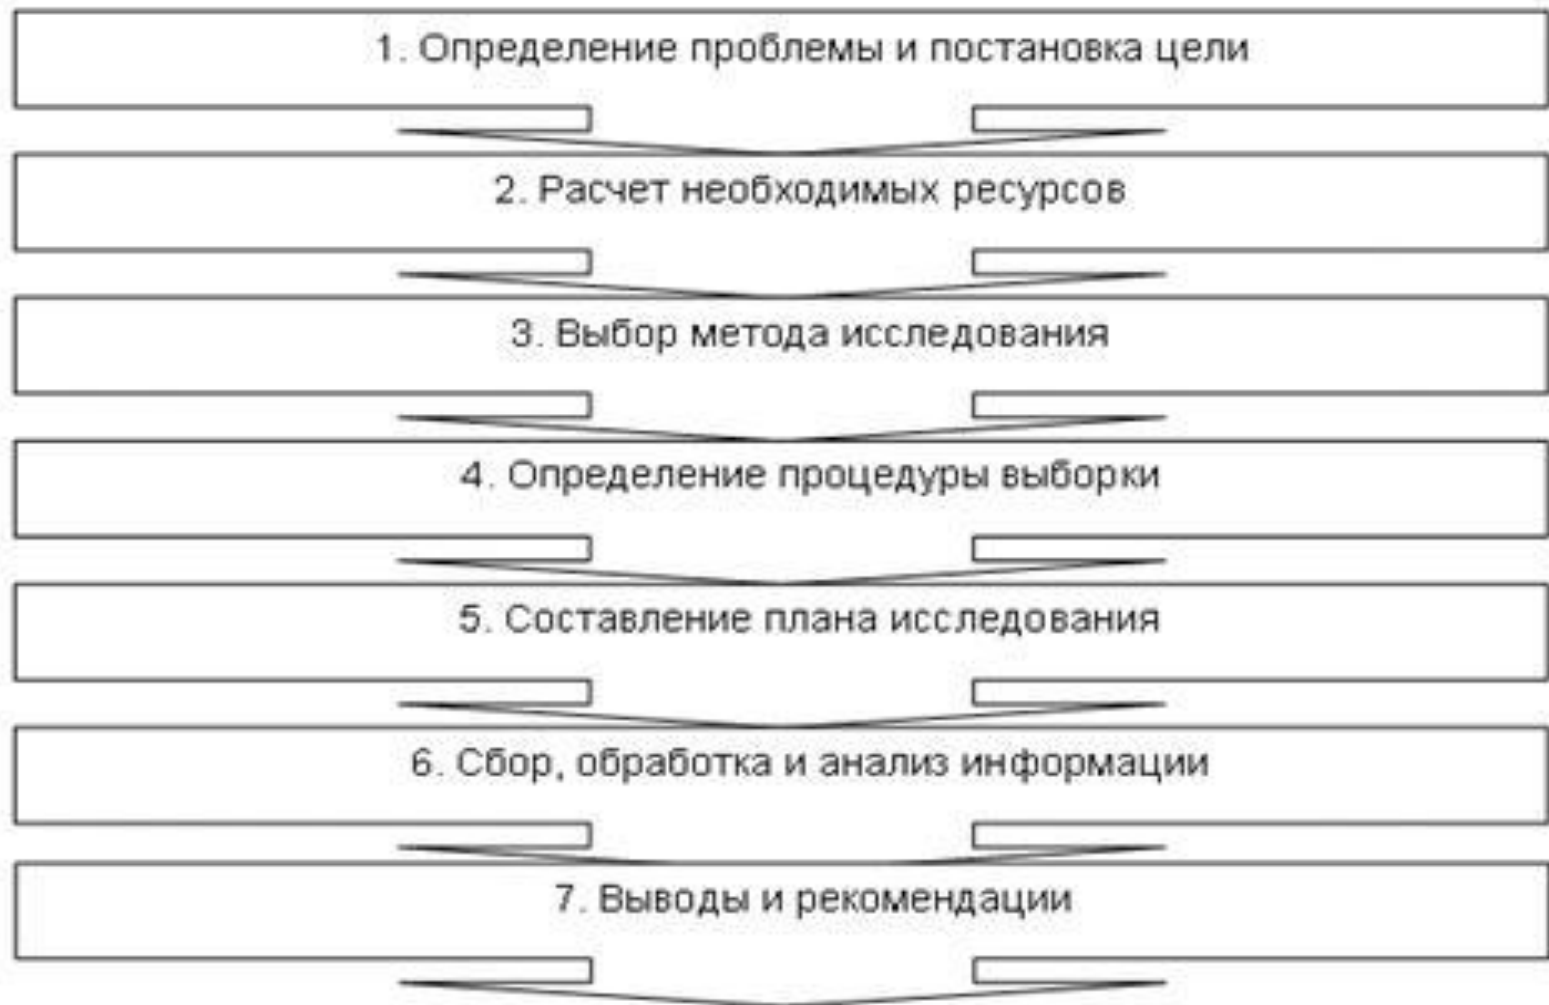 1. Определение проблемы и постановка цели
2. Расчет необходимых ресурсов
3. Выбор метода исследования
4. Определение процедуры выборки
5. Составление плана исследования
6. Сбор, обработка и анализ информации
7. Выводы и рекомендации